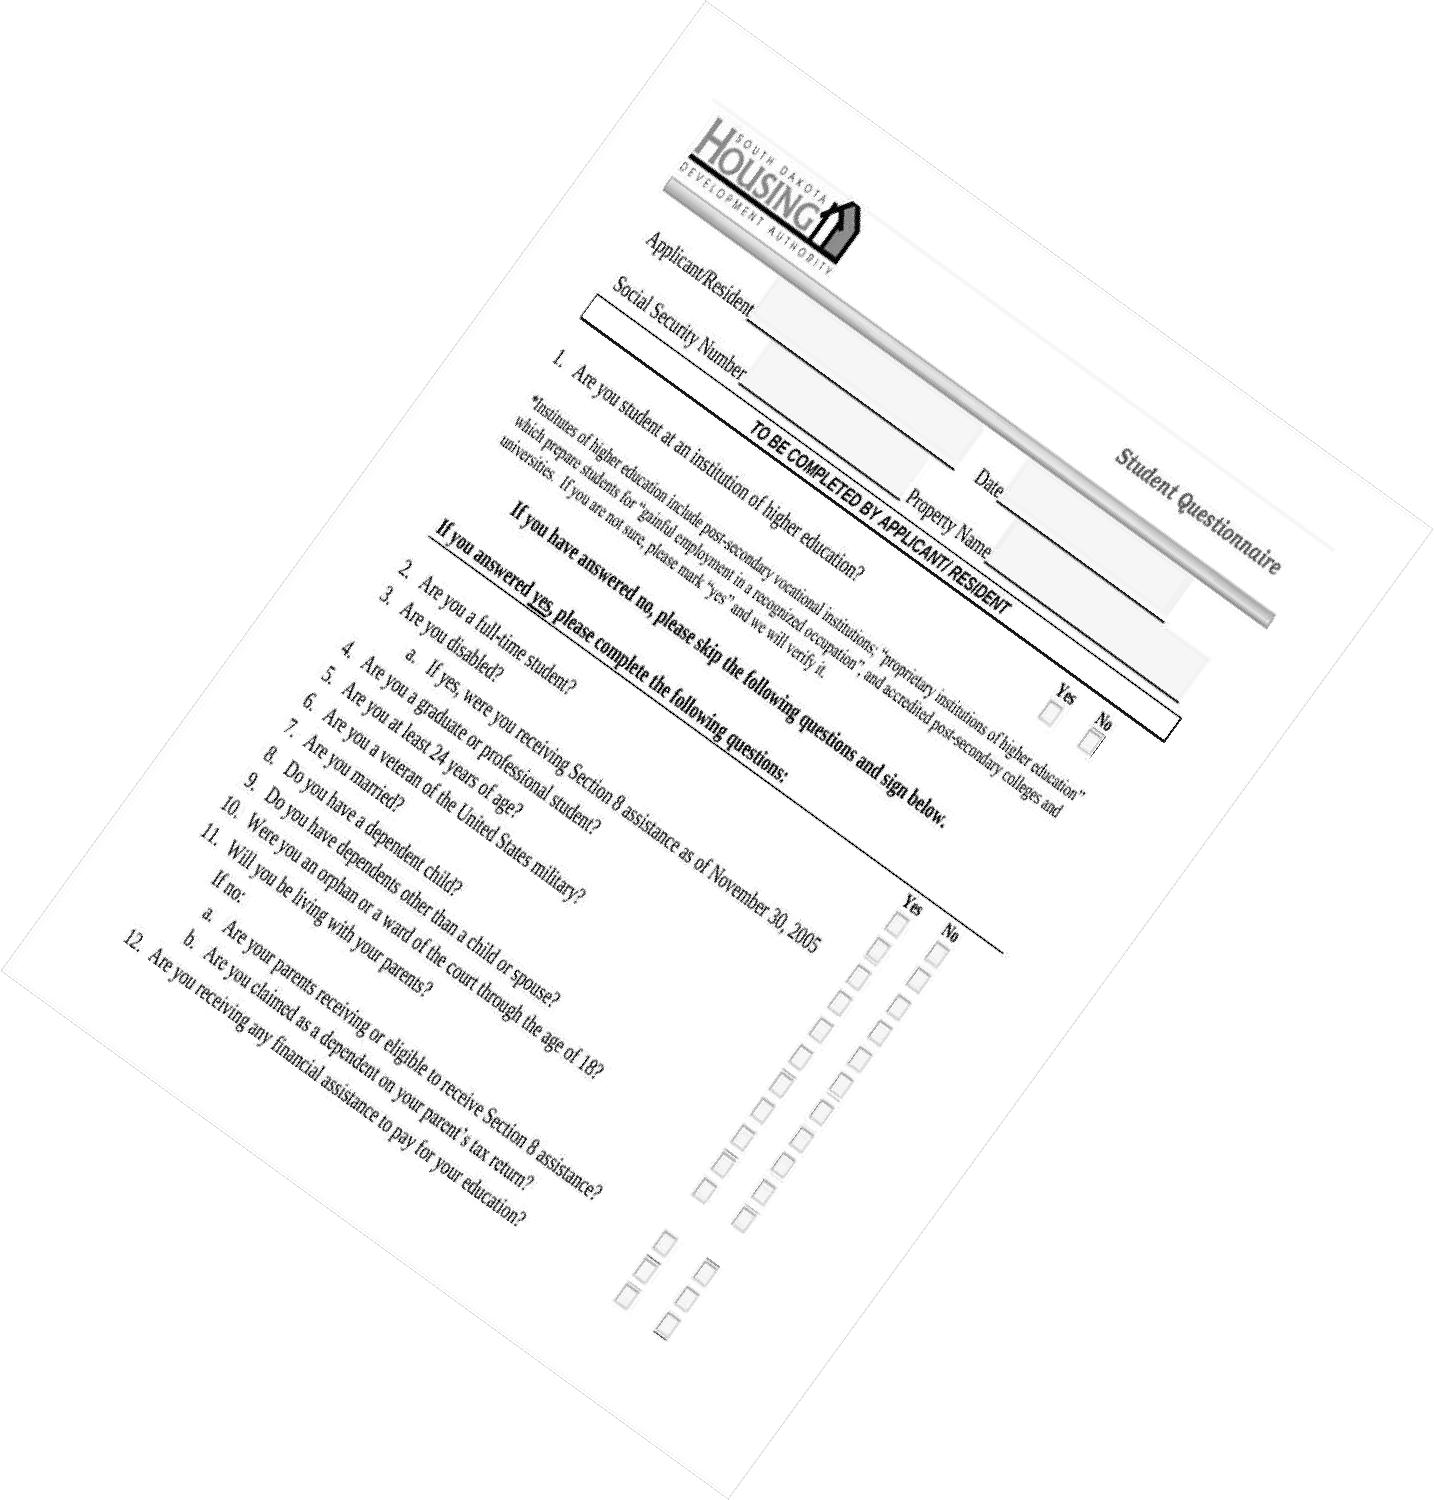 SOUTH DAKOTA
HOUSING
DEVELOPMENT AUTHORITY
Student Questionnaire
Applicant/Resident Date
Social Security Number Property Name
TO BE COMPLETED BY APPLICANT/ RESIDENT
Yes No
1. Are you student at an institution of higher education?
*Institutes of higher education include post-secondary vocational institutions; “proprietary institutions of higher education”
which prepare students for “gainful employment in a recognized occupation”, and accredited post-secondary colleges and
universities. If you are not sure, please mark “yes” and we will verify it.
If you have answered no, please skip the following questions and sign below.
If you answered yes, please complete the following questions:
Yes No
2. Are you a full-time student?
3. Are you disabled?
a. If yes, were you receiving Section 8 assistance as of November 30, 2005
4. Are you a graduate or professional student?
5. Are you at least 24 years of age?
6. Are you a veteran of the United States military?
7. Are you married?
8. Do you have a dependent child?
9. Do you have dependents other than a child or spouse?
10. Were you an orphan or a ward of the court through the age of 18?
11. Will you be living with your parents?
If no:
a. Are your parents receiving or eligible to receive Section 8 assistance?
b. Are you claimed as a dependent on your parent’s tax return?
12. Are you receiving any financial assistance to pay for your education?